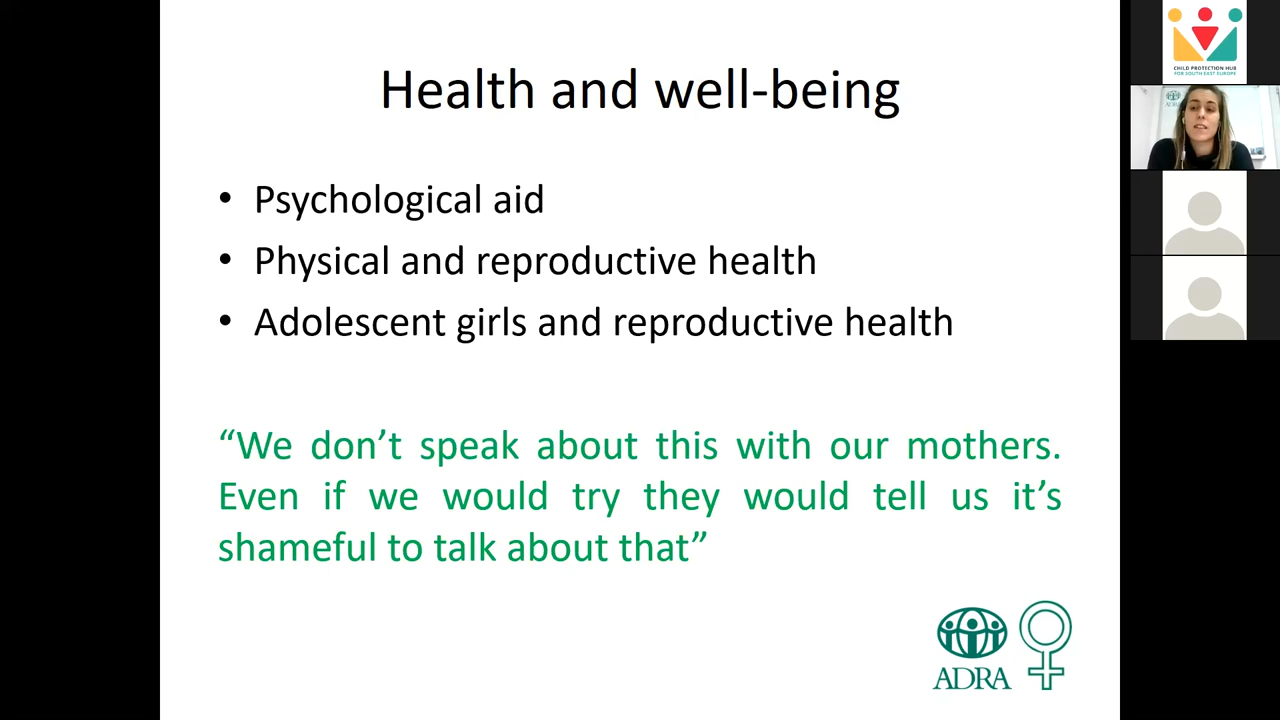 Health and well-being
• Psychological aid
• Physical and reproductive health
• Adolescent girls and reproductive health
“We don’t speak about this with our mothers.
Even if we would try they would tell us it’s
shameful to talk about that”
ADRA
CHILD PROTECTION HUB
FOR SOUTH EAST EUROPE
ADRA